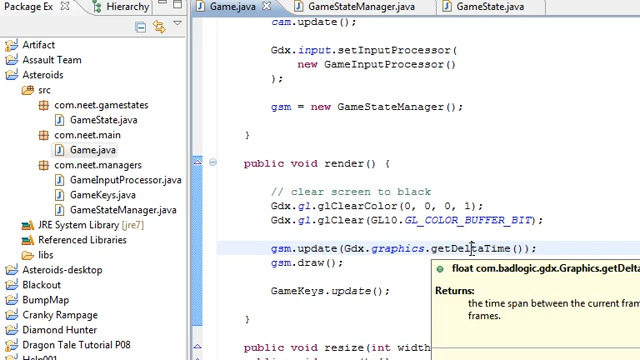 Package Ex
Hierarchy
Artifact
Assault Team
Asteroids
src
com.neet.gamestates
GameState.java
com.neet.main
Game.java
com.neet.managers
GameInputProcessor.java
GameKeys.java
GameStateManager.java
JRE System Library [jre7]
Referenced Libraries
libs
Asteroids-desktop
Blackout
BumpMap
Cranky Rampage
Diamond Hunter
Dragon Tale Tutorial P08
Help001
Game.java
GameStateManager.java
GameState.java
cam.update();
Gdx.input.setInputProcessor(
new GameInputProcessor()
);
gsm = new GameStateManager();
}
public void render() {
// clear screen to black
Gdx.gl.glClearColor(0, 0, 0, 1);
Gdx.gl.glClear(GL10.GL_COLOR_BUFFER_BIT);
gsm.update(Gdx.graphics.getDeltaTime());
gsm.draw();
GameKeys.update();
}
public void resize(int width
float com.badlogic.gdx.Graphics.getDelta
Returns:
the time span between the current fram
frames.